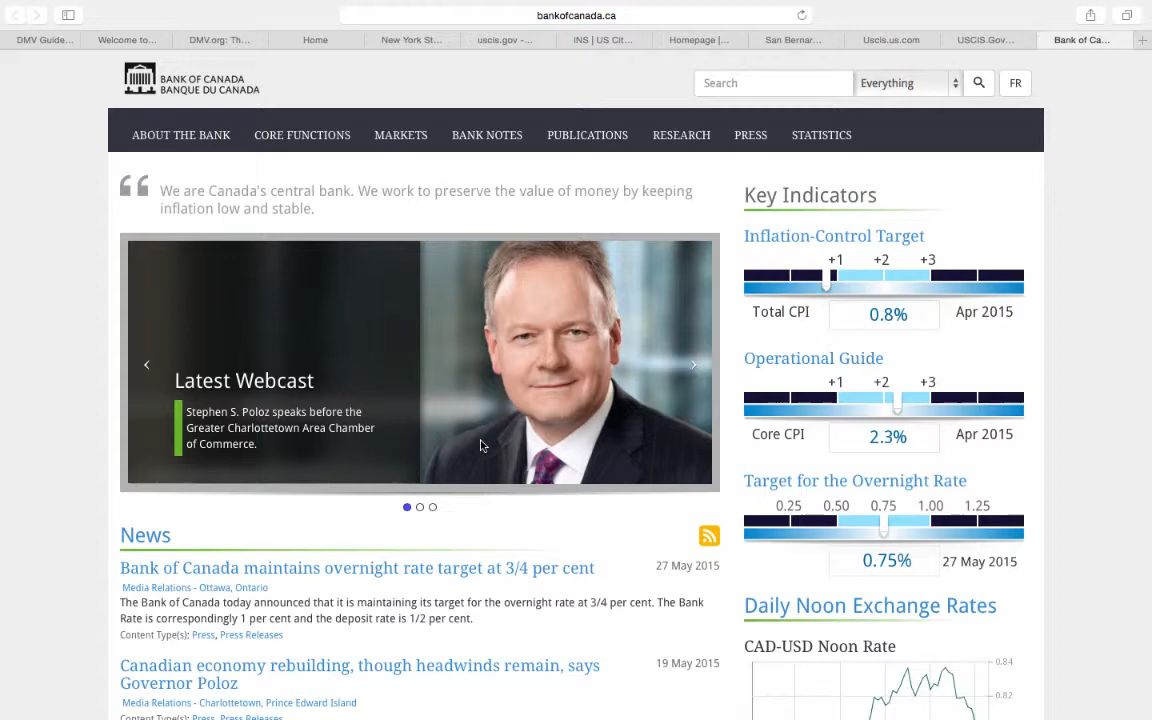 bankofcanada.ca
DMV Guide...
Welcome to...
DMV.org: Th...
Home
New York St...
uscis.gov -...
INS | US Cit...
Homepage |...
San Bernar...
Uscis.us.com
USCIS.Gov...
Bank of Ca...
BANK OF CANADA
BANQUE DU CANADA
Search
Everything
FR
ABOUT THE BANK
CORE FUNCTIONS
MARKETS
BANK NOTES
PUBLICATIONS
RESEARCH
PRESS
STATISTICS
We are Canada's central bank. We work to preserve the value of money by keeping
inflation low and stable.
Latest Webcast
Stephen S. Poloz speaks before the
Greater Charlottetown Area Chamber
of Commerce.
News
Bank of Canada maintains overnight rate target at 3/4 per cent
27 May 2015
Media Relations - Ottawa, Ontario
The Bank of Canada today announced that it is maintaining its target for the overnight rate at 3/4 per cent. The Bank
Rate is correspondingly 1 per cent and the deposit rate is 1/2 per cent.
Content Type(s): Press, Press Releases
Canadian economy rebuilding, though headwinds remain, says
Governor Poloz
19 May 2015
Media Relations - Charlottetown, Prince Edward Island
Content Type(s): Press, Press Releases
Key Indicators
Inflation-Control Target
+1 +2 +3
Total CPI 0.8% Apr 2015
Operational Guide
+1 +2 +3
Core CPI 2.3% Apr 2015
Target for the Overnight Rate
0.25 0.50 0.75 1.00 1.25
0.75% 27 May 2015
Daily Noon Exchange Rates
CAD-USD Noon Rate
0.84
0.82